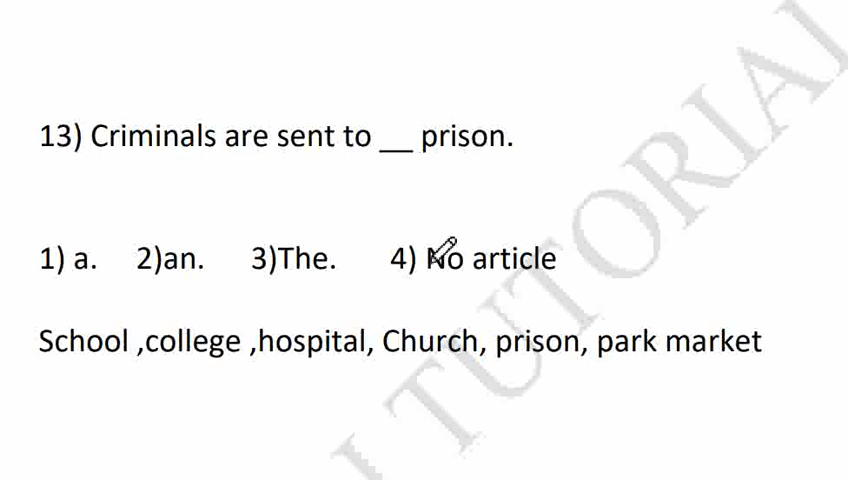 13) Criminals are sent to __ prison.
1) a. 2)an. 3)The. 4) No article
School ,college ,hospital, Church, prison, park market
TUTORIAL